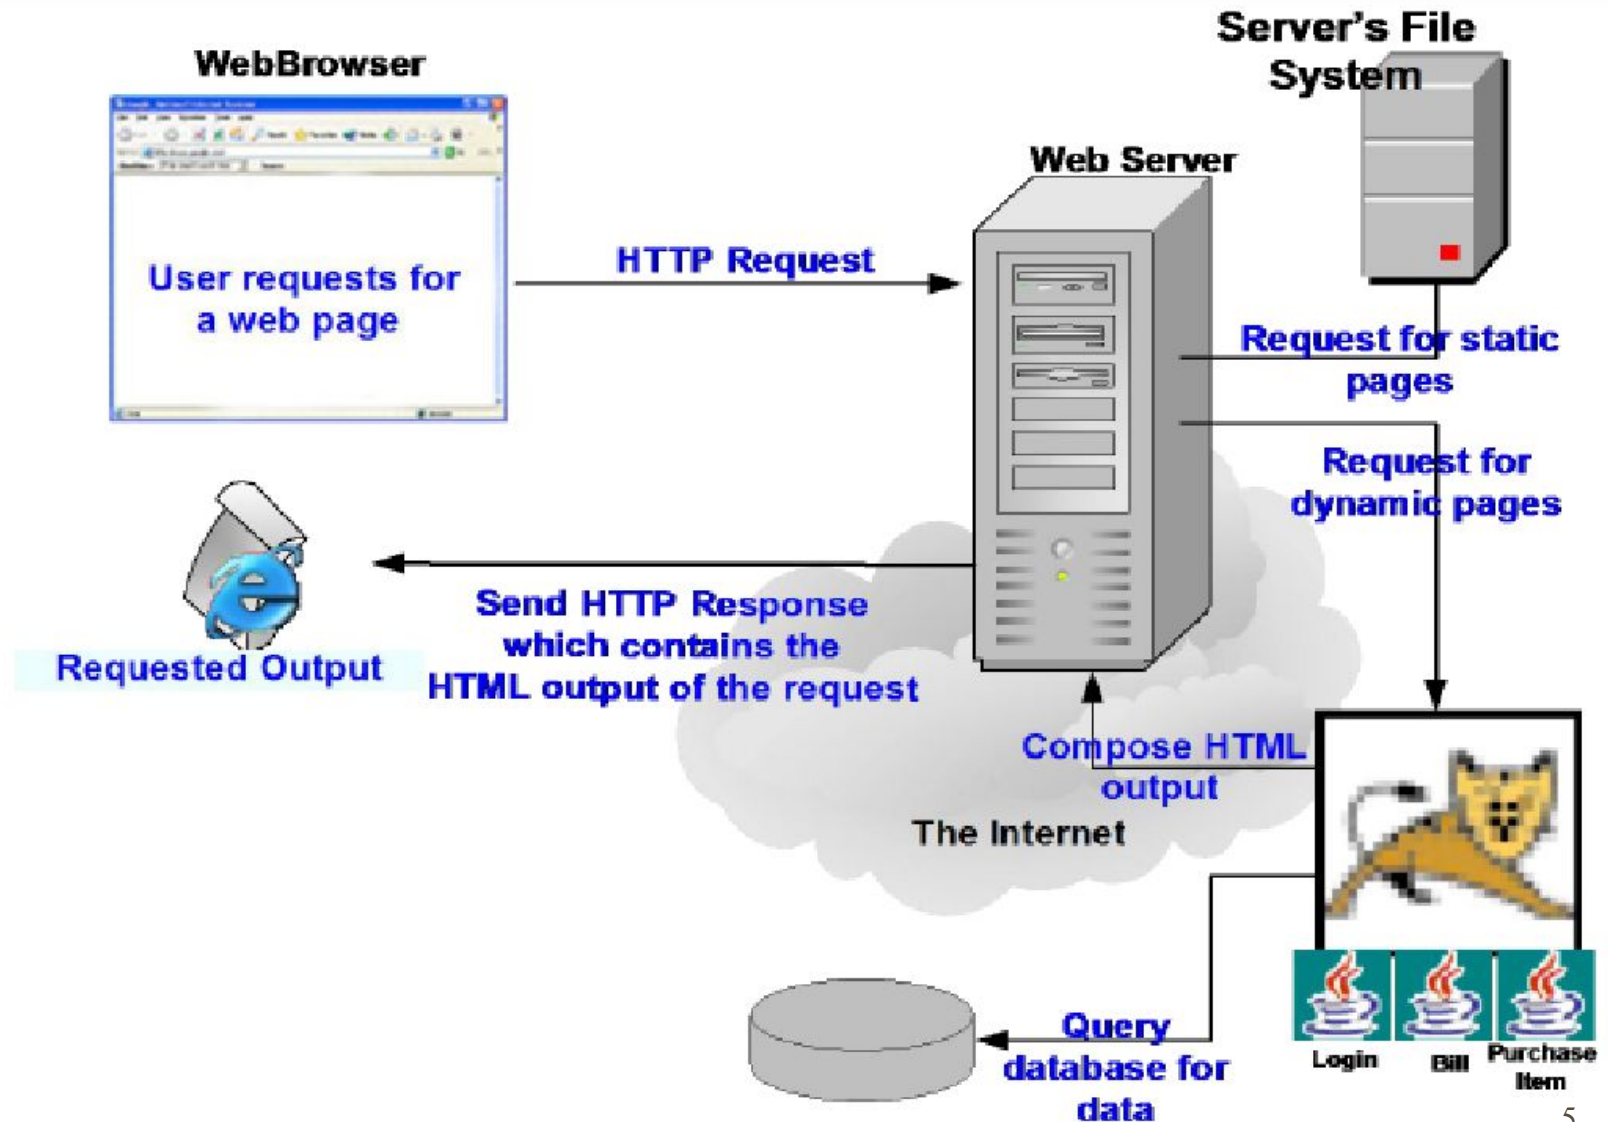 Server's File
System
WebBrowser
Web Server
HTTP Request
User requests for
a web page
Request for static
pages
Request for
dynamic pages
Send HTTP Response
which contains the
HTML output of the request
Requested Output
Compose HTML
output
The Internet
Query
database for
data
Login
Bill
Purchase
Item
5